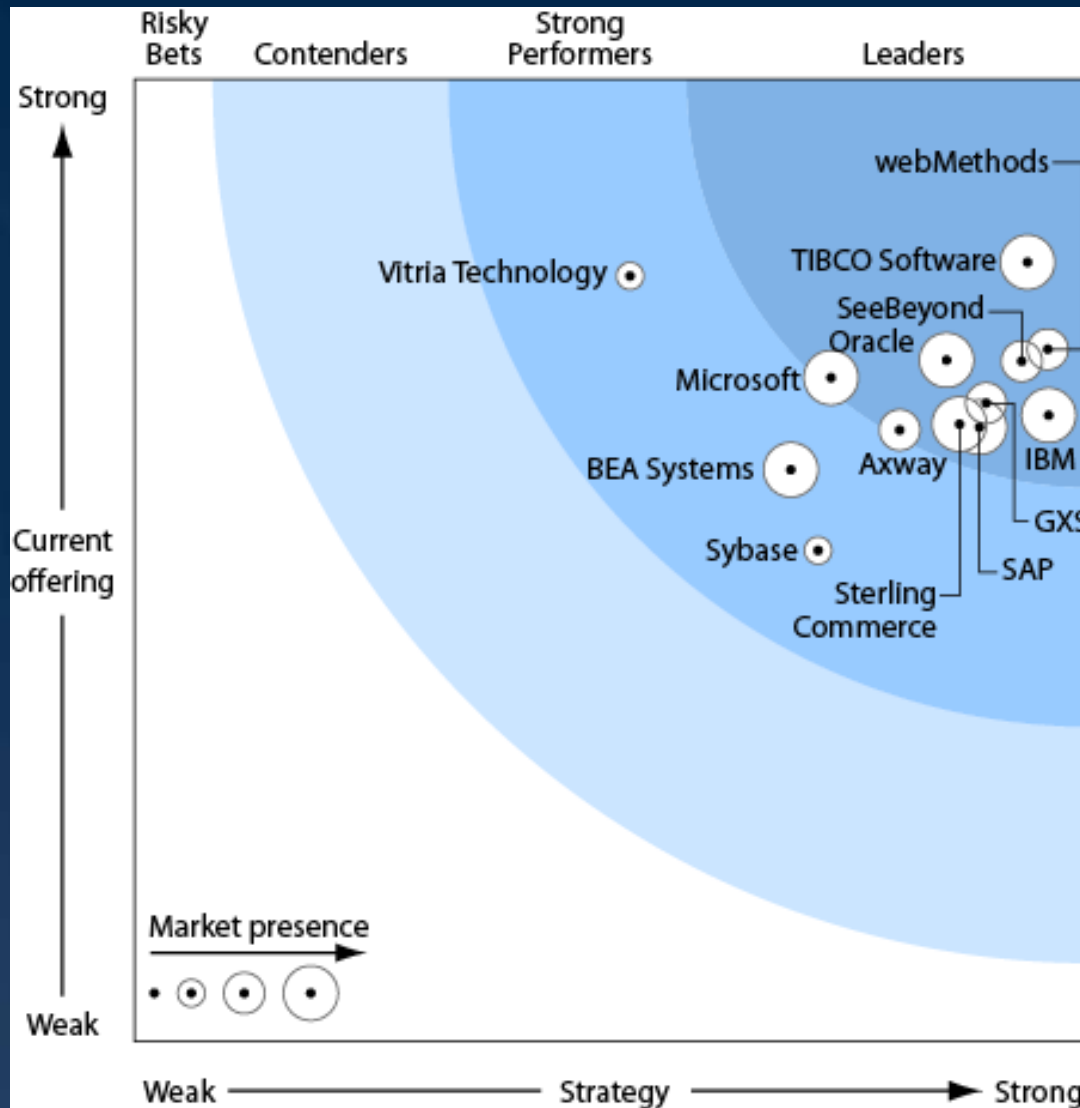 Risky
Bets
Contenders
Strong
Performers
Leaders
Strong
webMethods
TIBCO Software
Vitria Technology
SeeBeyond
Oracle
Microsoft
Axway
IBM
BEA Systems
GXS
Current
offering
Sybase
SAP
Sterling
Commerce
Market presence
Weak
Weak
Strategy
Strong